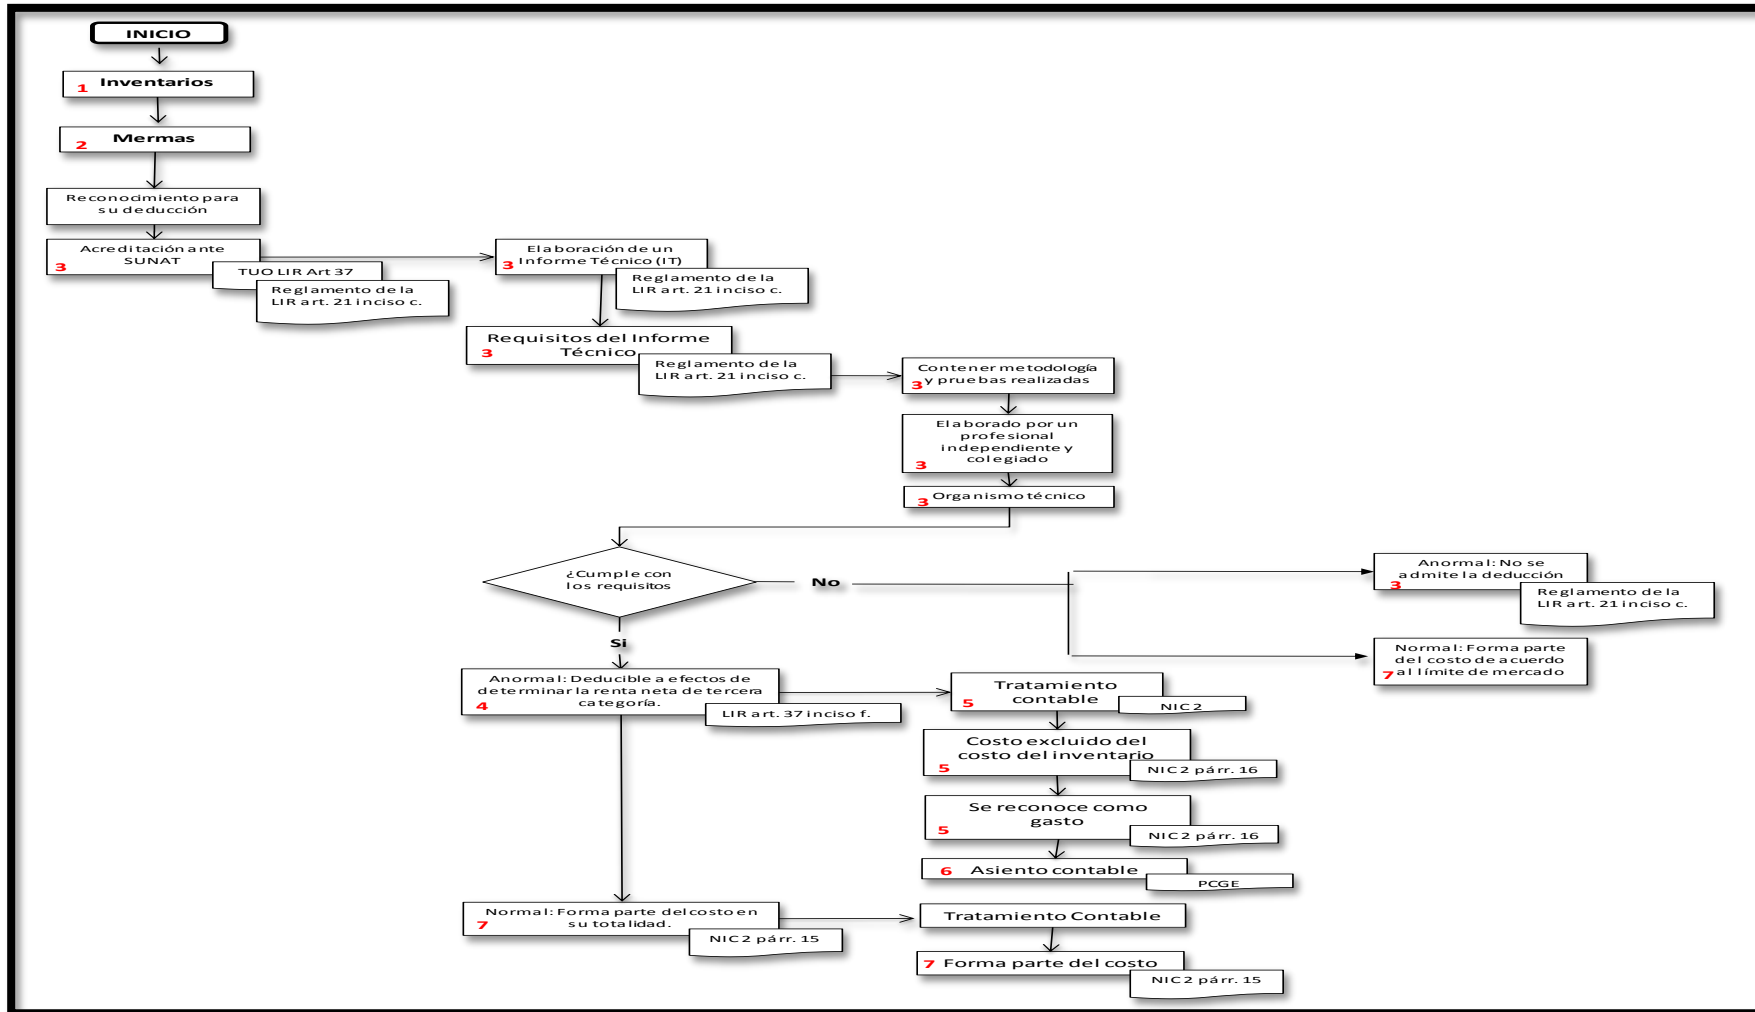 INICIO
Inventarios
1
Mermas
2
Reconocimiento para
su deducción
Acreditación ante
SUNAT
3
TUO LIR Art 37
Reglamento de la
LIR art. 21 inciso c.
Elaboración de un
Informe Técnico (IT)
3
Reglamento de la
LIR art. 21 inciso c.
Requisitos del Informe
Técnico
3
Reglamento de la
LIR art. 21 inciso c.
Contener metodología
y pruebas realizadas
3
Elaborado por un
profesional
independiente y
colegiado
3
Organismo técnico
3
¿Cumple con
los requisitos
No
Si
Anormal: No se
admite la deducción
3
Reglamento de la
LIR art. 21 inciso c.
Normal: Forma parte
del costo de acuerdo
al límite de mercado
7
Anormal: Deducible a efectos de
determinar la renta neta de tercera
categoría.
4
LIR art. 37 inciso f.
Tratamiento
contable
5
NIC 2
Costo excluido del
costo del inventario
5
NIC 2 párr. 16
Se reconoce como
gasto
5
NIC 2 párr. 16
6 Asiento contable
PCGE
Normal: Forma parte del costo en
su totalidad.
7
NIC 2 párr. 15
Tratamiento Contable
7 Forma parte del costo
NIC 2 párr. 15